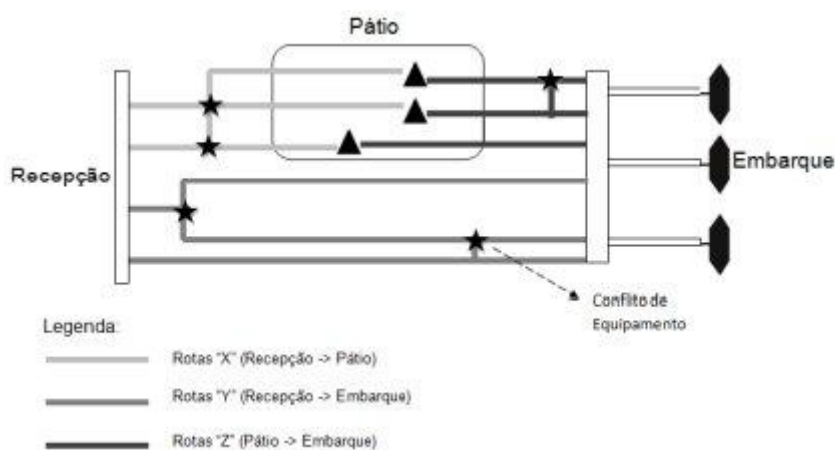 Pátio
Recepção
Embarque
Conflito de
Equipamento
Legenda:
Rotas "X" (Recepção -> Pátio)
Rotas "Y" (Recepção -> Embarque)
Rotas "Z" (Pátio -> Embarque)